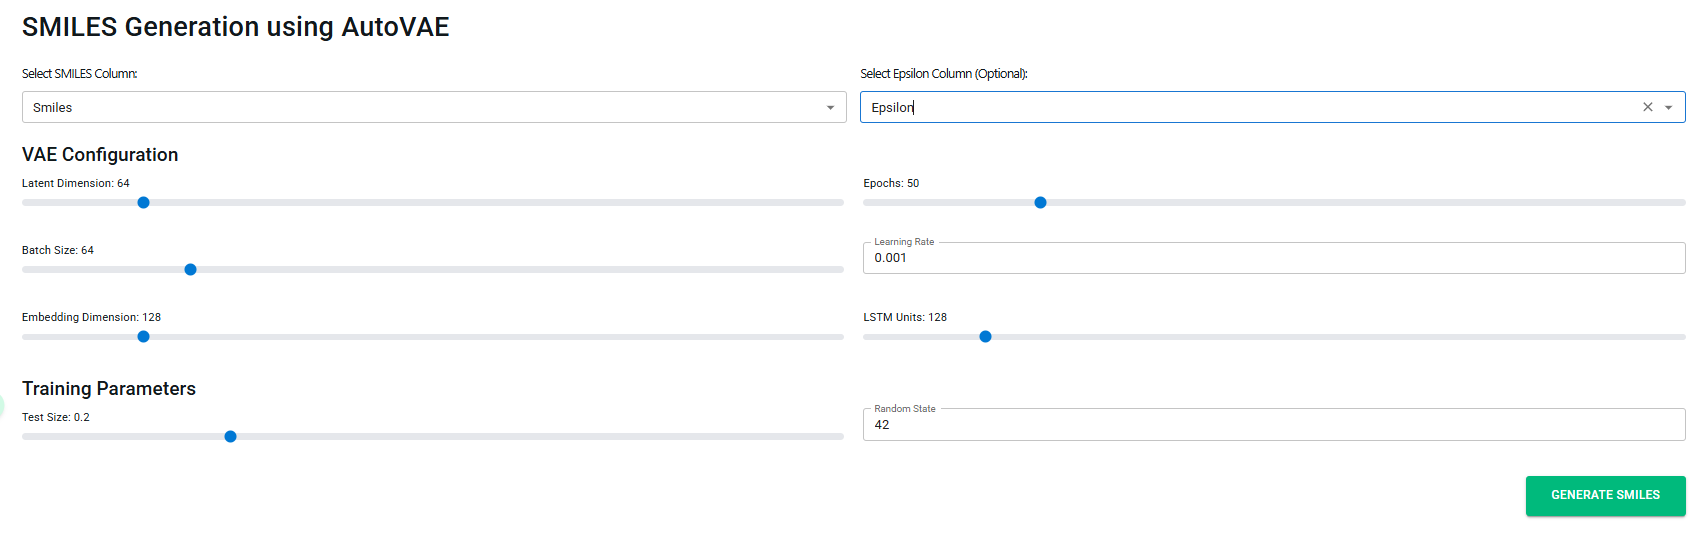 SMILES Generation using AutoVAE
Select SMILES Column:
Select Epsilon Column (Optional):
Smiles
Epsilon
VAE Configuration
Latent Dimension: 64
Epochs: 50
Batch Size: 64
Learning Rate
0.001
Embedding Dimension: 128
LSTM Units: 128
Training Parameters
Test Size: 0.2
Random State
42
GENERATE SMILES